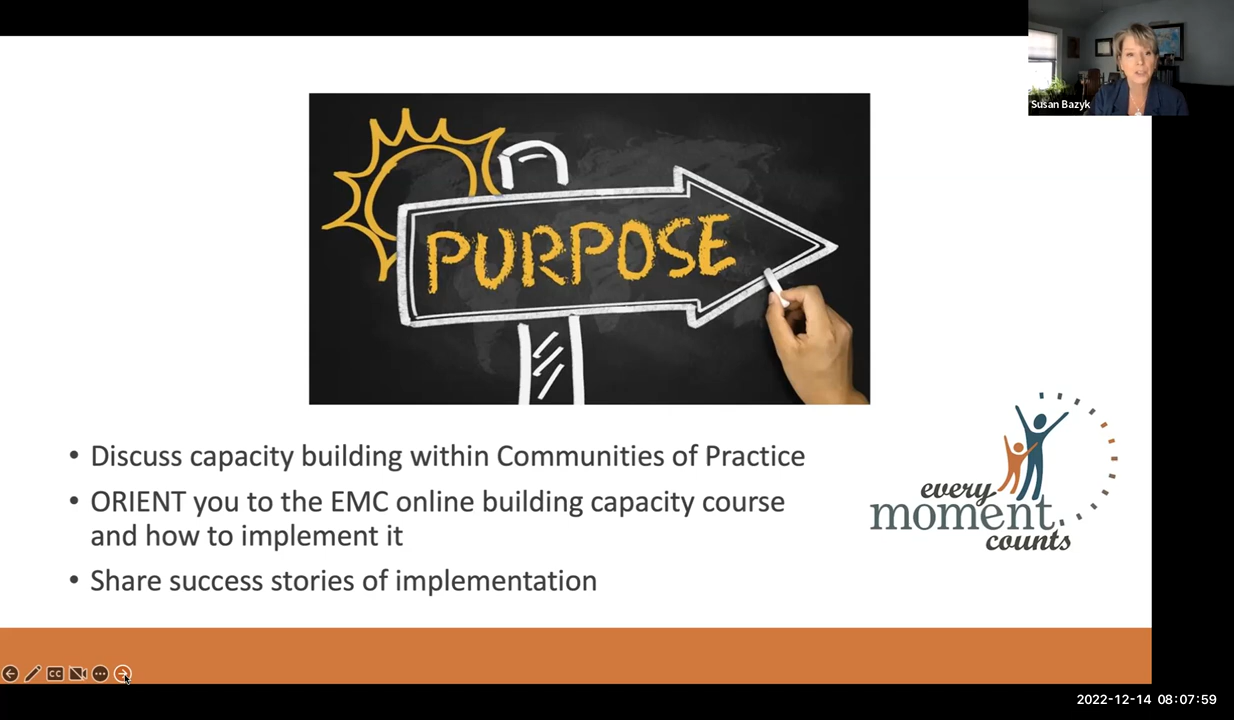 Susan Bazyk
PURPOSE
• Discuss capacity building within Communities of Practice
• ORIENT you to the EMC online building capacity course
and how to implement it
• Share success stories of implementation
every
moment
counts
CC
2022-12-14 08:07:59